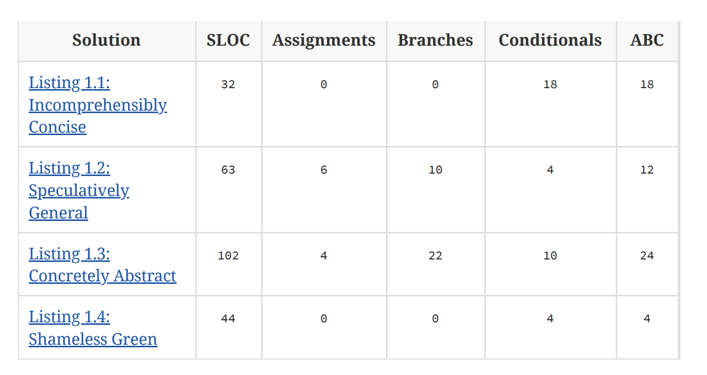 Solution SLOC Assignments Branches Conditionals ABC
Listing 1.1: 32 0 0 18 18
Incomprehensibly
Concise
Listing 1.2: 63 6 10 4 12
Speculatively
General
Listing 1.3: 102 4 22 10 24
Concretely Abstract
Listing 1.4: 44 0 0 4 4
Shameless Green